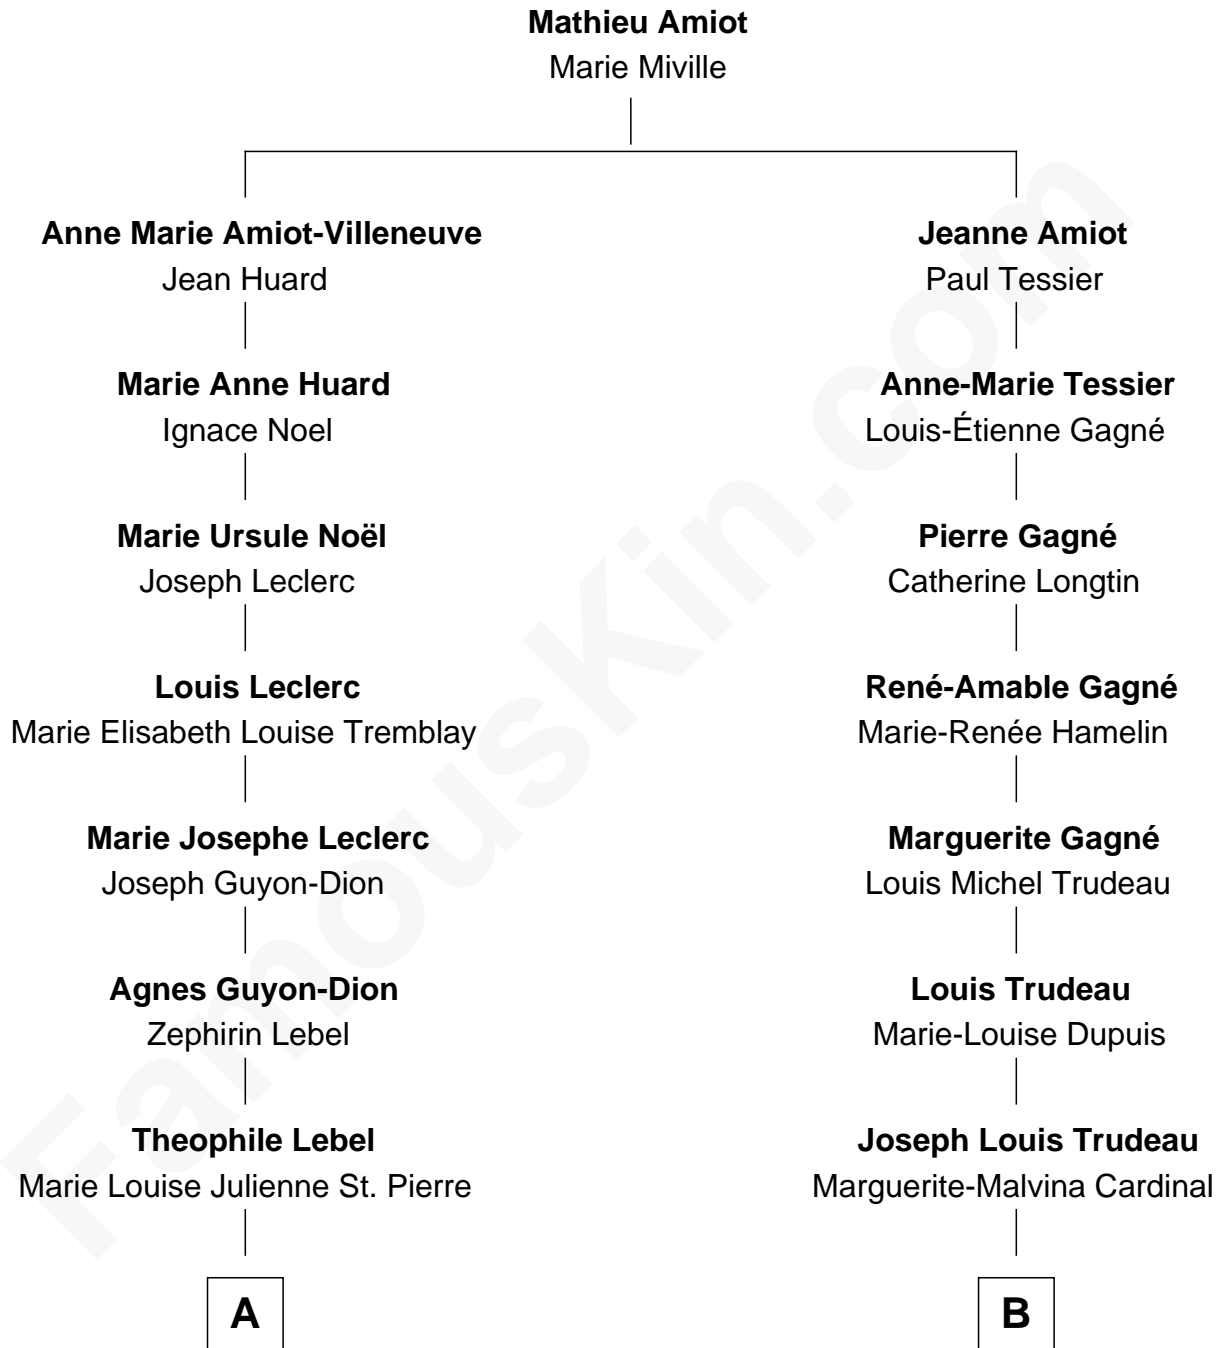 Mathieu Amiot
Marie Miville
Anne Marie Amiot-Villeneuve
Jean Huard
Marie Anne Huard
Ignace Noel
Marie Ursule Noël
Joseph Leclerc
Louis Leclerc
Marie Elisabeth Louise Tremblay
Marie Josephe Leclerc
Joseph Guyon-Dion
Agnes Guyon-Dion
Zephirin Lebel
Theophile Lebel
Marie Louise Julienne St. Pierre
A
Jeanne Amiot
Paul Tessier
Anne-Marie Tessier
Louis-Étienne Gagné
Pierre Gagné
Catherine Longtin
René-Amable Gagné
Marie-Renée Hamelin
Marguerite Gagné
Louis Michel Trudeau
Louis Trudeau
Marie-Louise Dupuis
Joseph Louis Trudeau
Marguerite-Malvina Cardinal
B
FamousKin.com